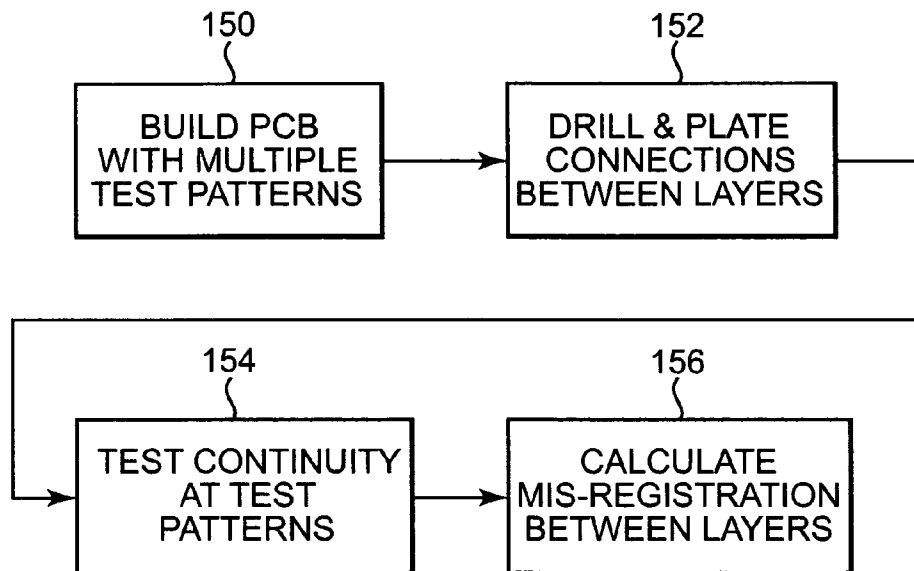 150
BUILD PCB
WITH MULTIPLE
TEST PATTERNS
152
DRILL & PLATE
CONNECTIONS
BETWEEN LAYERS
154
TEST CONTINUITY
AT TEST
PATTERNS
156
CALCULATE
MIS-REGISTRATION
BETWEEN LAYERS